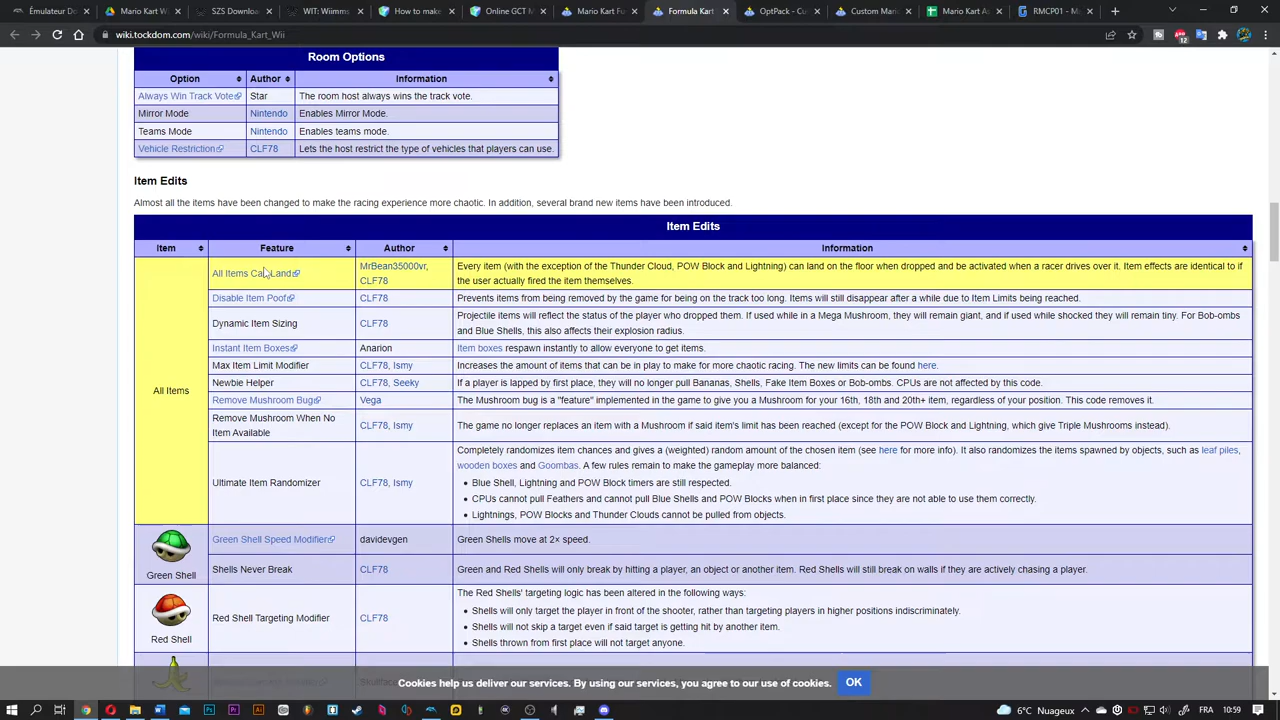 Émulateur Dol
Mario Kart W
SZS Downloa
WIT: Wiimms
How to make
Online GCT M
Mario Kart Fu
Formula Kart
OptPack - Cu
Custom Mari
Mario Kart As
RMCP01 - M
wiki.tockdom.com/wiki/Formula_Kart_Wii
12
Room Options
Option Author Information
Always Win Track Vote Star The room host always wins the track vote.
Mirror Mode Nintendo Enables Mirror Mode.
Teams Mode Nintendo Enables teams mode.
Vehicle Restriction CLF78 Lets the host restrict the type of vehicles that players can use.
Item Edits
Almost all the items have been changed to make the racing experience more chaotic. In addition, several brand new items have been introduced.
Item Edits
Item Feature Author Information
All Items
All Items Can Land
MrBean35000vr,
CLF78
Every item (with the exception of the Thunder Cloud, POW Block and Lightning) can land on the floor when dropped and be activated when a racer drives over it. Item effects are identical to if
the user actually fired the item themselves.
Disable Item Poof CLF78 Prevents items from being removed by the game for being on the track too long. Items will still disappear after a while due to Item Limits being reached.
Dynamic Item Sizing CLF78 Projectile items will reflect the status of the player who dropped them. If used while in a Mega Mushroom, they will remain giant, and if used while shocked they will remain tiny. For Bob-ombs
and Blue Shells, this also affects their explosion radius.
Instant Item Boxes Anarion Item boxes respawn instantly to allow everyone to get items.
Max Item Limit Modifier CLF78, Ismy Increases the amount of items that can be in play to make for more chaotic racing. The new limits can be found here.
Newbie Helper CLF78, Seeky If a player is lapped by first place, they will no longer pull Bananas, Shells, Fake Item Boxes or Bob-ombs. CPUs are not affected by this code.
Remove Mushroom Bug Vega The Mushroom bug is a "feature" implemented in the game to give you a Mushroom for your 16th, 18th and 20th+ item, regardless of your position. This code removes it.
Remove Mushroom When No
Item Available
CLF78, Ismy The game no longer replaces an item with a Mushroom if said item's limit has been reached (except for the POW Block and Lightning, which give Triple Mushrooms instead).
Ultimate Item Randomizer CLF78, Ismy
Completely randomizes item chances and gives a (weighted) random amount of the chosen item (see here for more info). It also randomizes the items spawned by objects, such as leaf piles,
wooden boxes and Goombas. A few rules remain to make the gameplay more balanced:
• Blue Shell, Lightning and POW Block timers are still respected.
• CPUs cannot pull Feathers and cannot pull Blue Shells and POW Blocks when in first place since they are not able to use them correctly.
• Lightnings, POW Blocks and Thunder Clouds cannot be pulled from objects.
Green Shell
Green Shell Speed Modifier davidevgen Green Shells move at 2× speed.
Shells Never Break CLF78 Green and Red Shells will only break by hitting a player, an object or another item. Red Shells will still break on walls if they are actively chasing a player.
Red Shell
Red Shell Targeting Modifier CLF78
The Red Shells' targeting logic has been altered in the following ways:
• Shells will only target the player in front of the shooter, rather than targeting players in higher positions indiscriminately.
• Shells will not skip a target even if said target is getting hit by another item.
• Shells thrown from first place will not target anyone.
Cookies help us deliver our services. By using our services, you agree to our use of cookies. OK
6°C Nuageux FRA 10:59